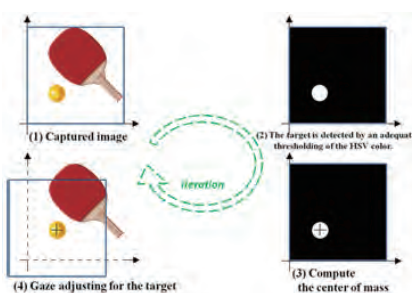 (1) Captured image
(2) The target is detected by an adequate
thresholding of the HSV color.
iteration
(4) Gaze adjusting for the target
(3) Compute
the center of mass